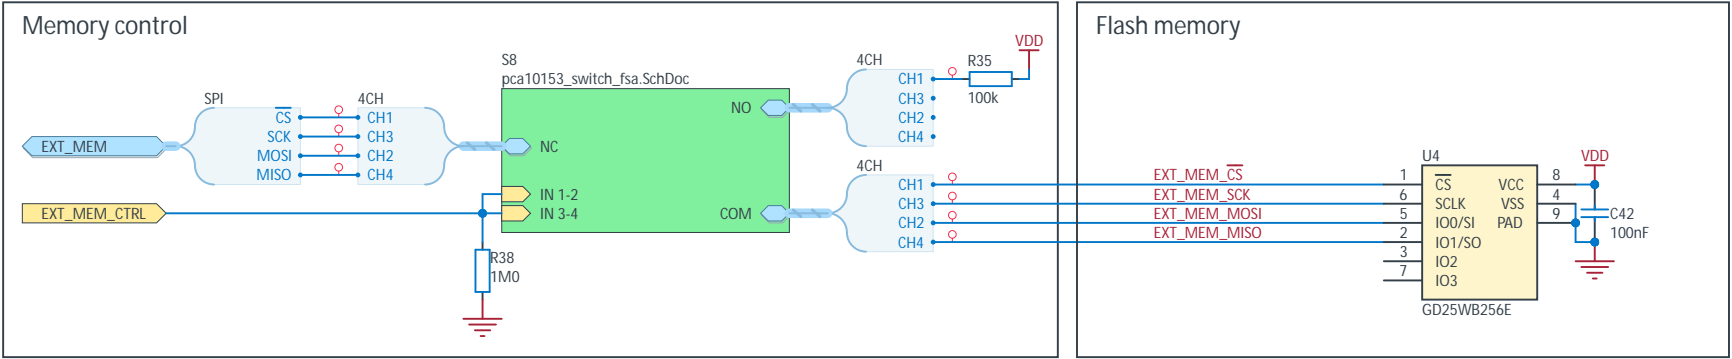 Memory control
EXT_MEM
EXT_MEM_CTRL
SPI
CS
SCK
MOSI
MISO
4CH
CH1
CH3
CH2
CH4
S8
pca10153_switch_fsa.SchDoc
NC
IN 1-2
IN 3-4
NO
COM
R38
1M0
4CH
CH1
CH3
CH2
CH4
R35
100k
VDD
4CH
CH1
CH3
CH2
CH4
Flash memory
EXT_MEM_CS
EXT_MEM_SCK
EXT_MEM_MOSI
EXT_MEM_MISO
U4
1 CS VCC 8
6 SCLK VSS 4
5 IO0/SI PAD 9
2 IO1/SO
3 IO2
7 IO3
GD25WB256E
VDD
C42
100nF